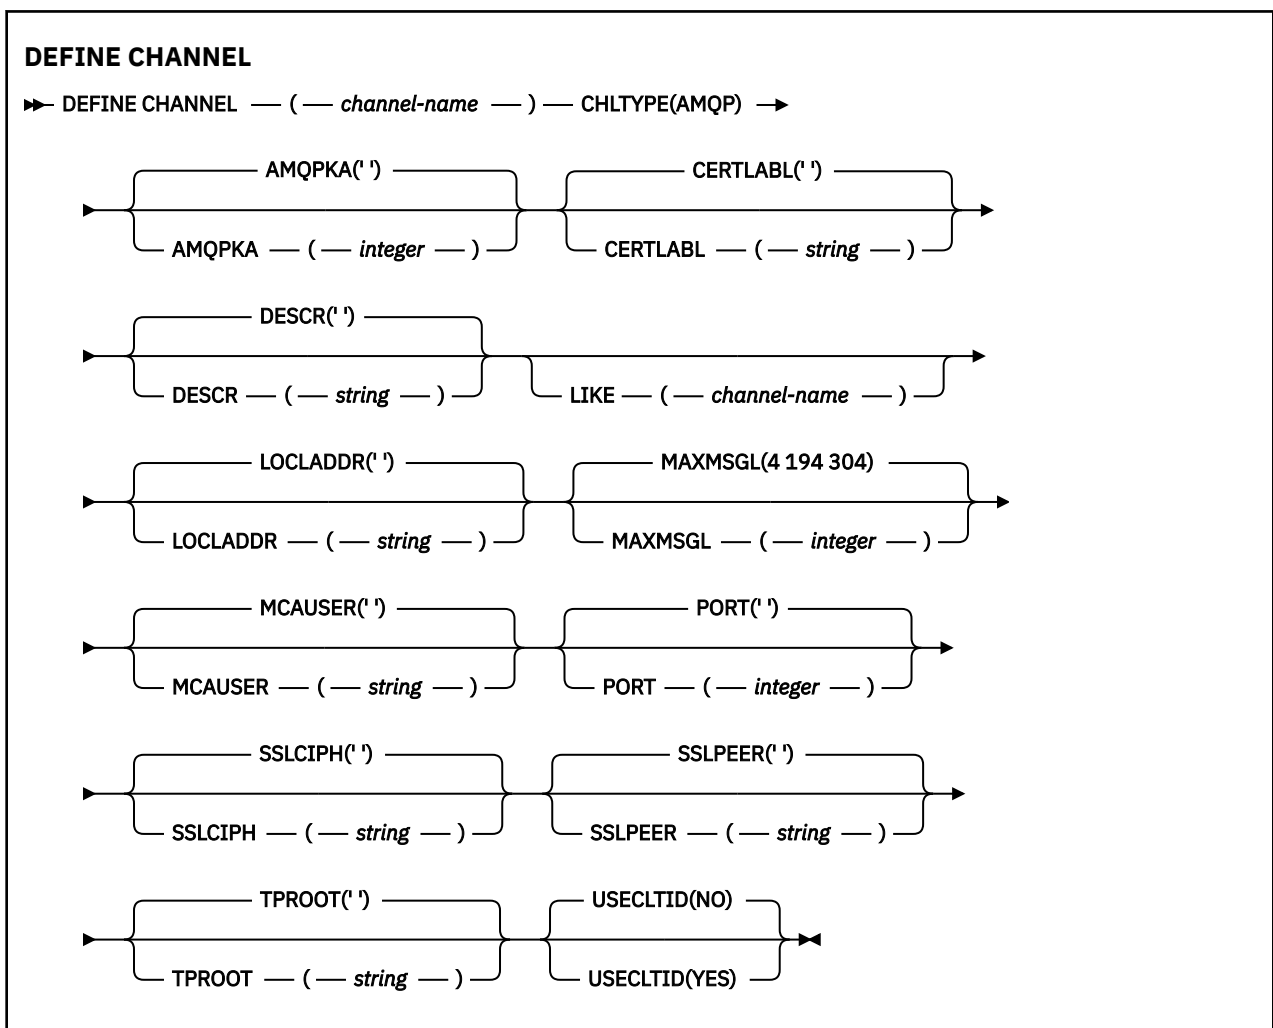 DEFINE CHANNEL
DEFINE CHANNEL ( channel-name ) CHLTYPE(AMQP)
AMQPKA(' ') CERTLABL(' ')
AMQPKA ( integer ) CERTLABL ( string )
DESCR(' ')
DESCR ( string ) LIKE ( channel-name )
LOCLADDR(' ') MAXMSGL(4 194 304)
LOCLADDR ( string ) MAXMSGL ( integer )
MCAUSER(' ') PORT(' ')
MCAUSER ( string ) PORT ( integer )
SSLCIPH(' ') SSLPEER(' ')
SSLCIPH ( string ) SSLPEER ( string )
TPROOT(' ') USECLTID(NO)
TPROOT ( string ) USECLTID(YES)